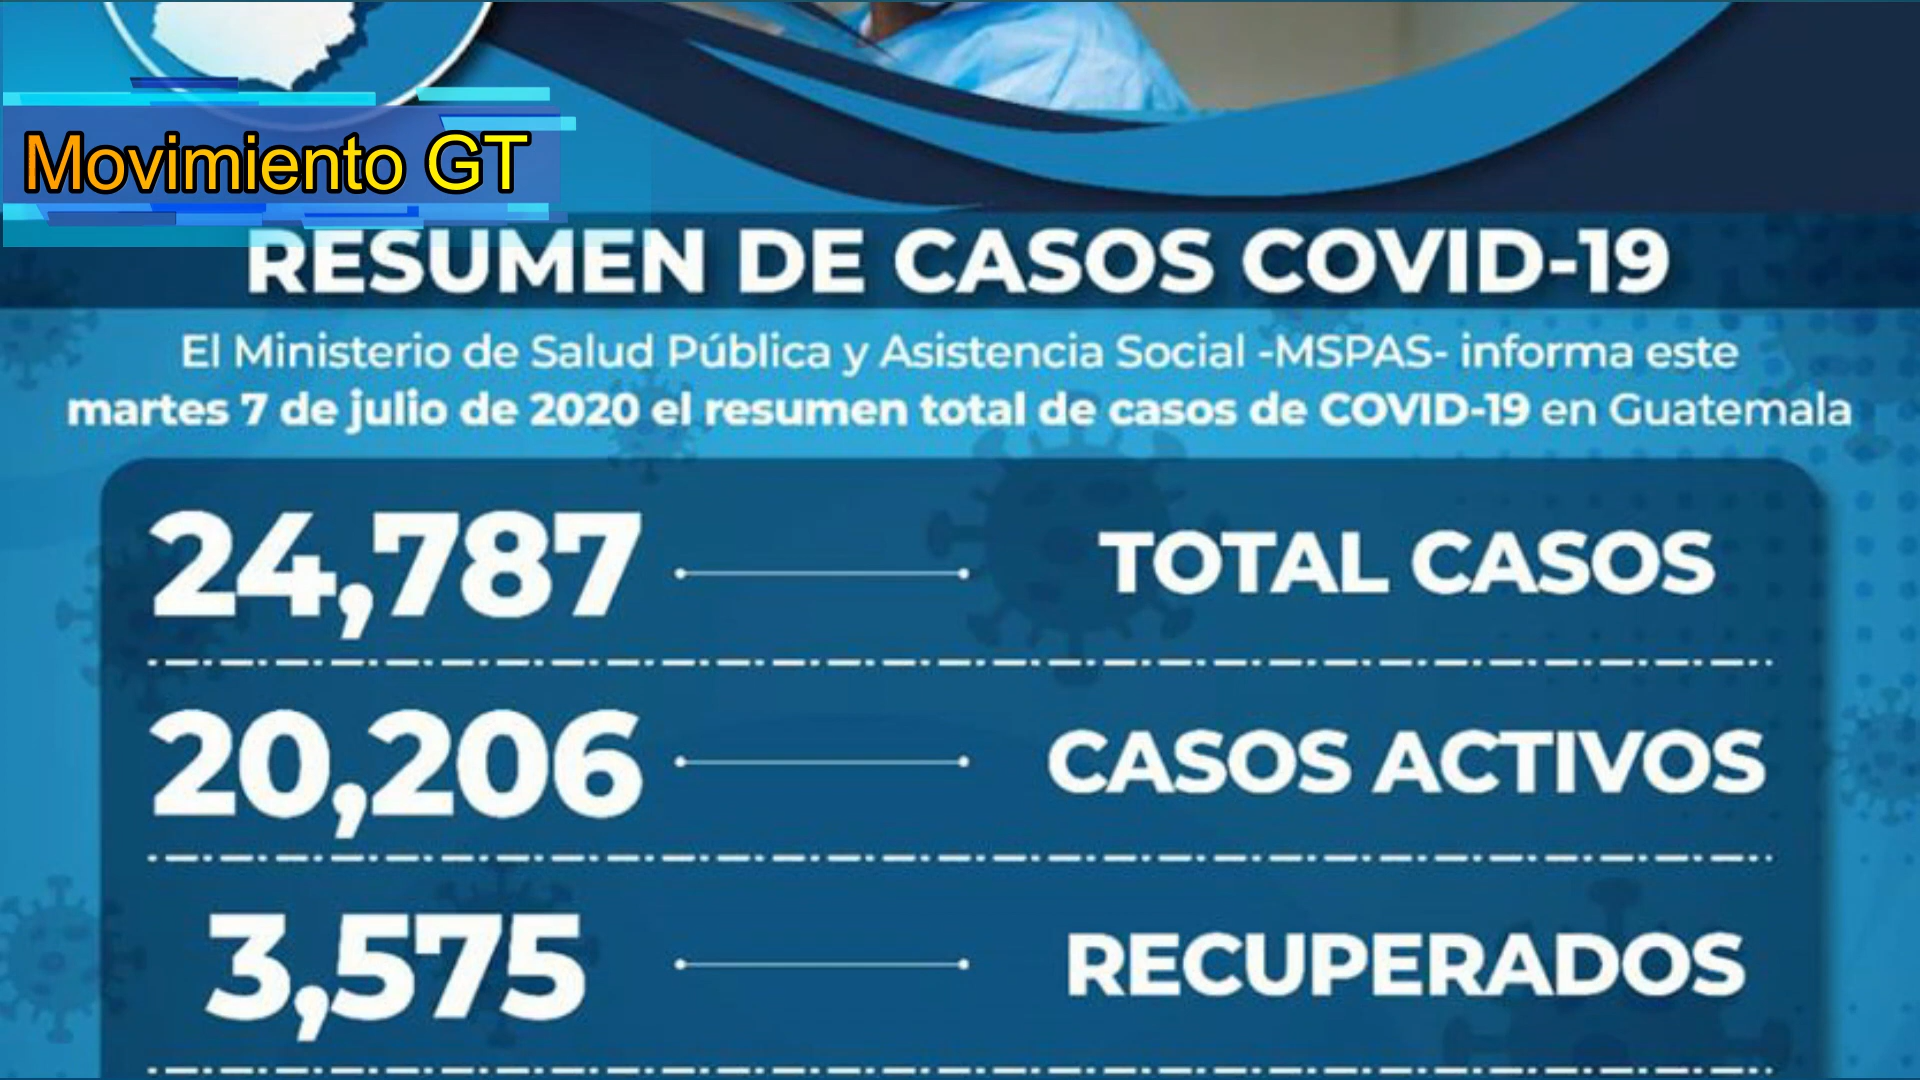 Movimiento GT
RESUMEN DE CASOS COVID-19
El Ministerio de Salud Pública y Asistencia Social -MSPAS- informa este
martes 7 de julio de 2020 el resumen total de casos de COVID-19 en Guatemala
24,787 TOTAL CASOS
20,206 CASOS ACTIVOS
3,575 RECUPERADOS